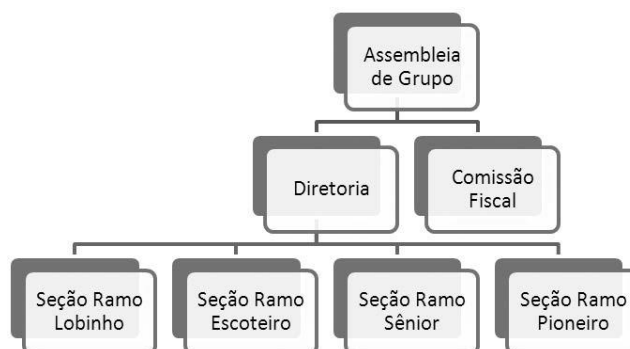 Assembleia
de Grupo
Diretoria
Comissão
Fiscal
Seção Ramo
Lobinho
Seção Ramo
Escoteiro
Seção Ramo
Sênior
Seção Ramo
Pioneiro